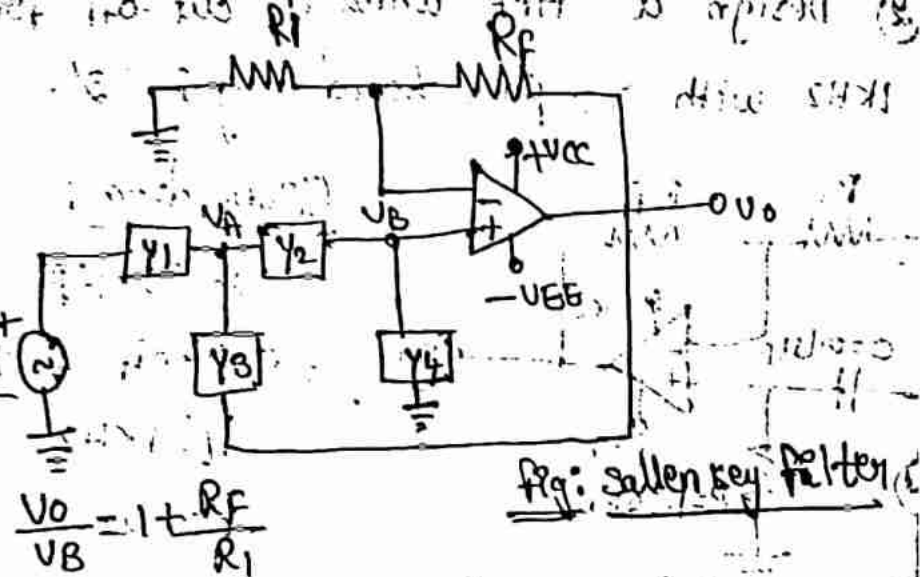 R1
Rf
+VCC
VA
VB
-
+
Vo
Y1
Y2
-VEE
+
Y3
Y4
-
fig: sallen key filter
Vo/VB = 1 + RF/R1